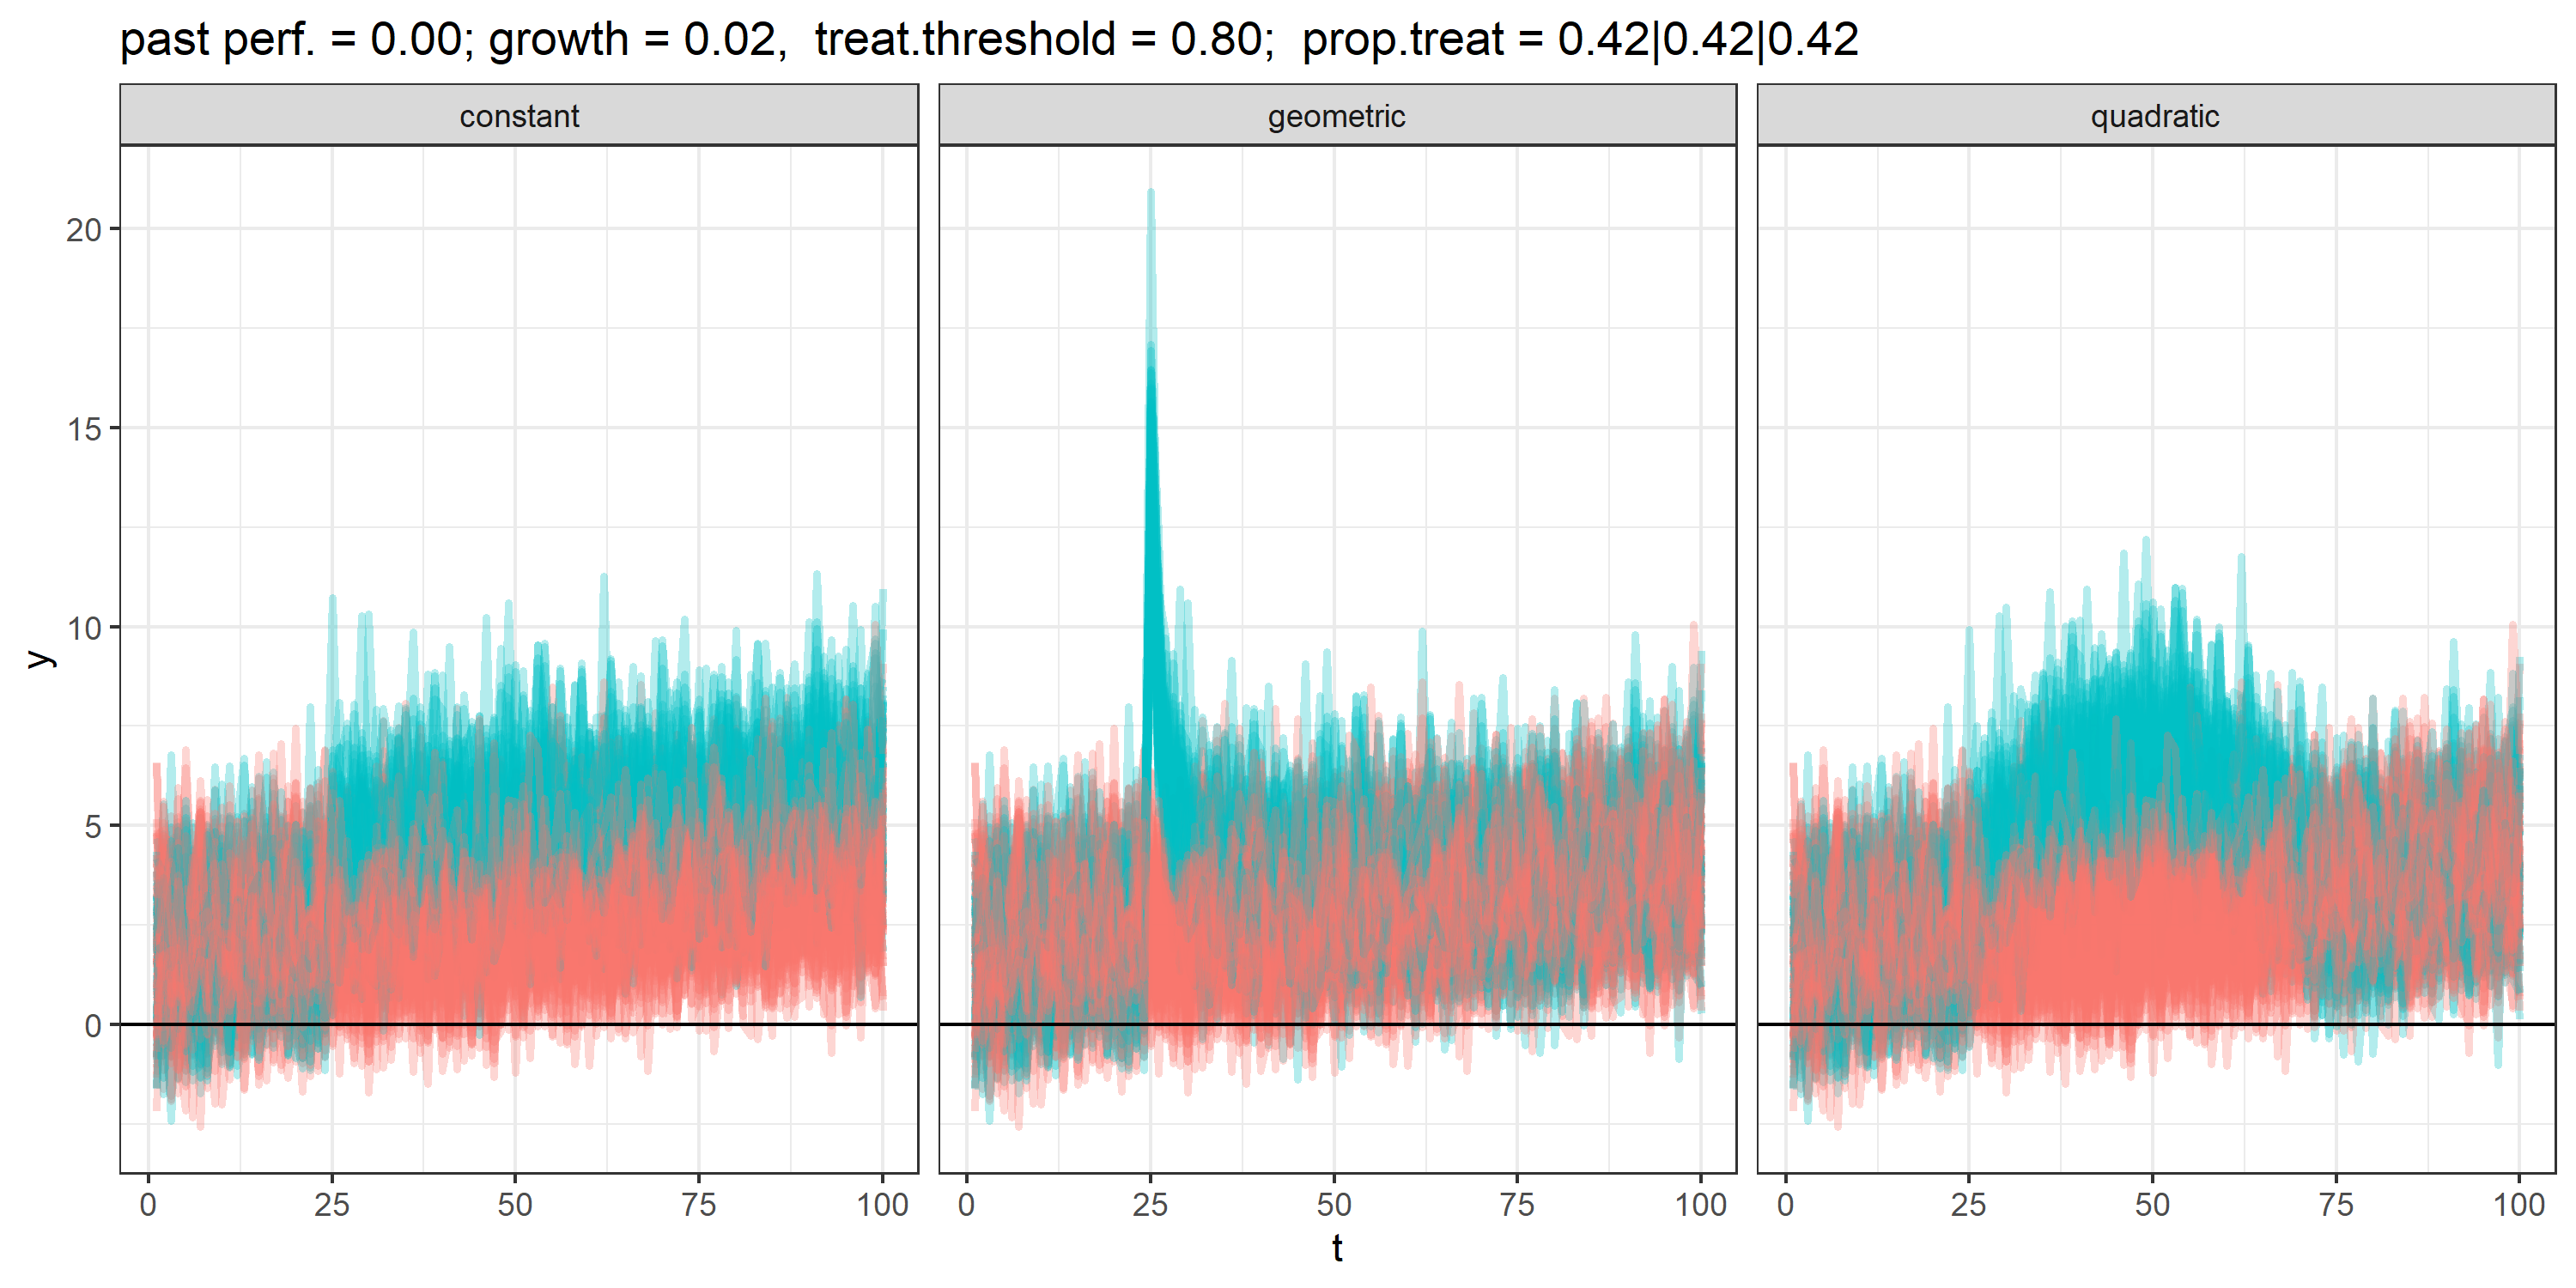 past perf. = 0.00; growth = 0.02,  treat.threshold = 0.80;  prop.treat = 0.42|0.42|0.42
constant geometric quadratic
20
15
10
5
0
y
0 25 50 75 100 0 25 50 75 100 0 25 50 75 100
t